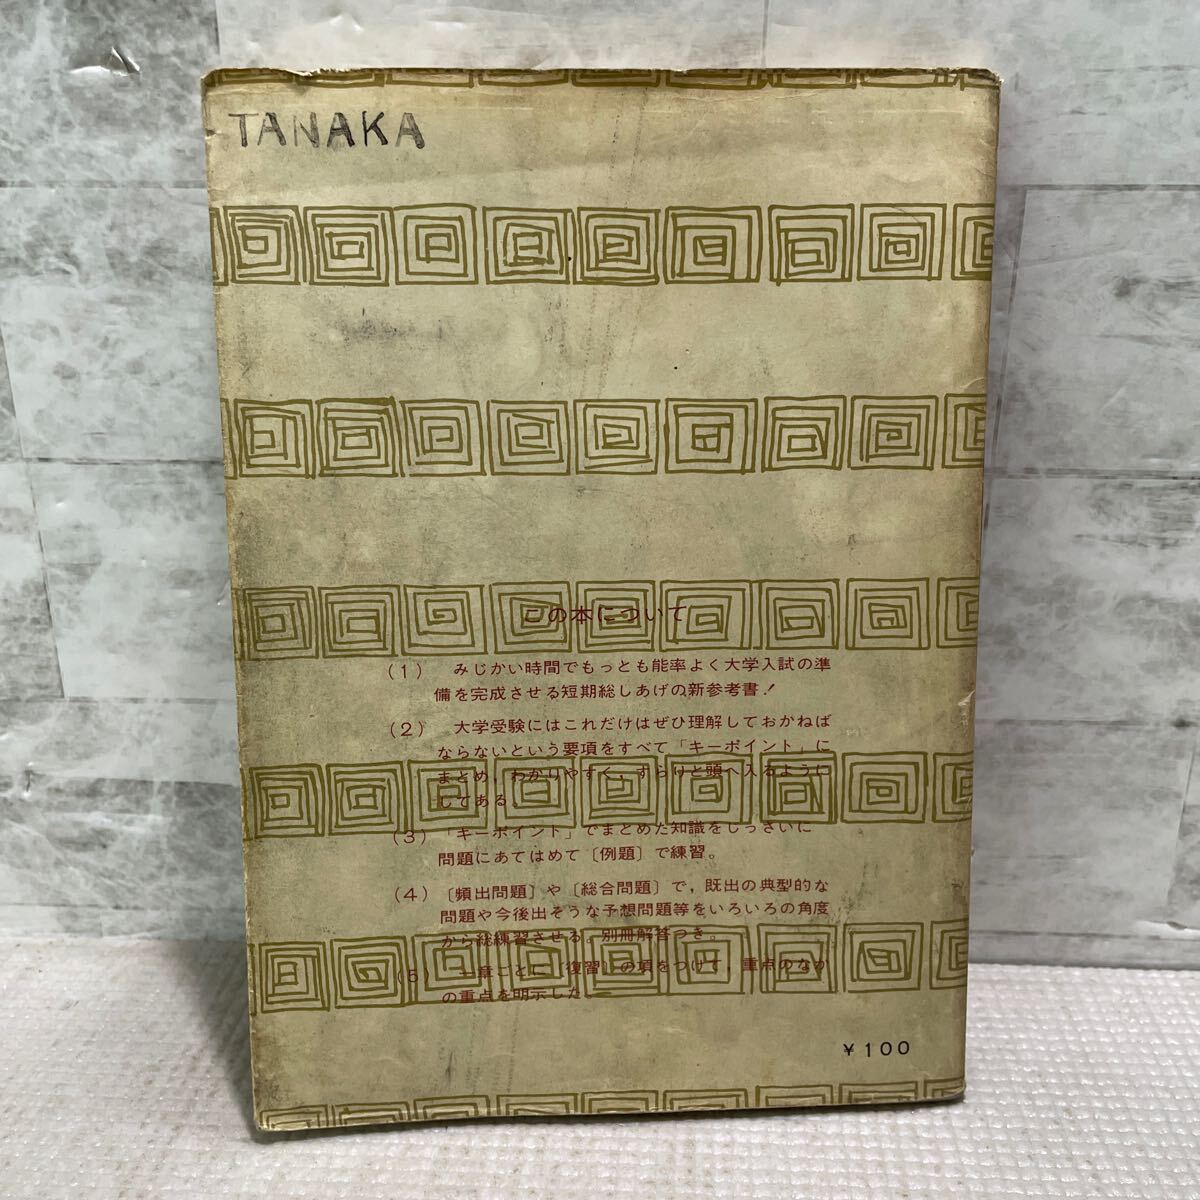 TANAKA
この本について
(1) みじかい時間でもっとも能率よく大学入試の準
備を完成させる短期総しあげの新参考書!
(2) 大学受験にはこれだけはぜひ理解しておかねば
ならないという要項をすべて「キーポイント」に
まとめ,わかりやすく,すらりと頭へ入るように
してある。
(3) 「キーポイント」でまとめた知識をじっさいに
問題にあてはめて〔例題〕で練習。
(4) 〔頻出問題〕や〔総合問題〕で,既出の典型的な
問題や今後出そうな予想問題等をいろいろの角度
から総練習させる。別冊解答つき。
(5) 一章ごとに〔復習〕の項をつけて,重点のなか
の重点を明示した。
¥100